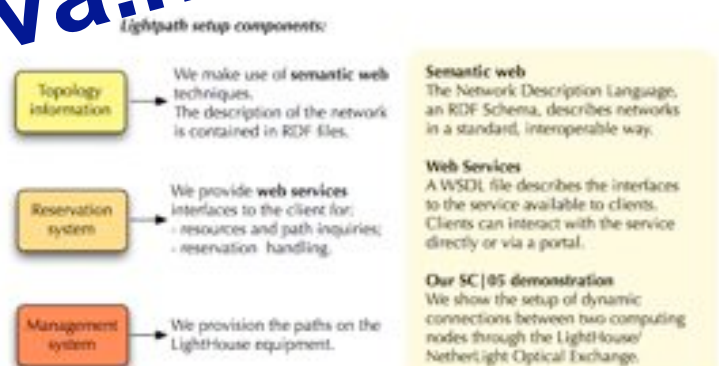 va.
Lightpath setup components:
Topology
information
We make use of semantic web
techniques.
The description of the network
is contained in RDF files.
Reservation
system
We provide web services
interfaces to the client for:
- resources and path inquiries;
- reservation handling.
Management
system
We provision the paths on the
LightHouse equipment.
Semantic web
The Network Description Language,
an RDF Schema, describes networks
in a standard, interoperable way.
Web Services
A WSDL file describes the interfaces
to the service available to clients.
Clients can interact with the service
directly or via a portal.
Our SC|05 demonstration
We show the setup of dynamic
connections between two computing
nodes through the LightHouse/
NetherLight Optical Exchange.